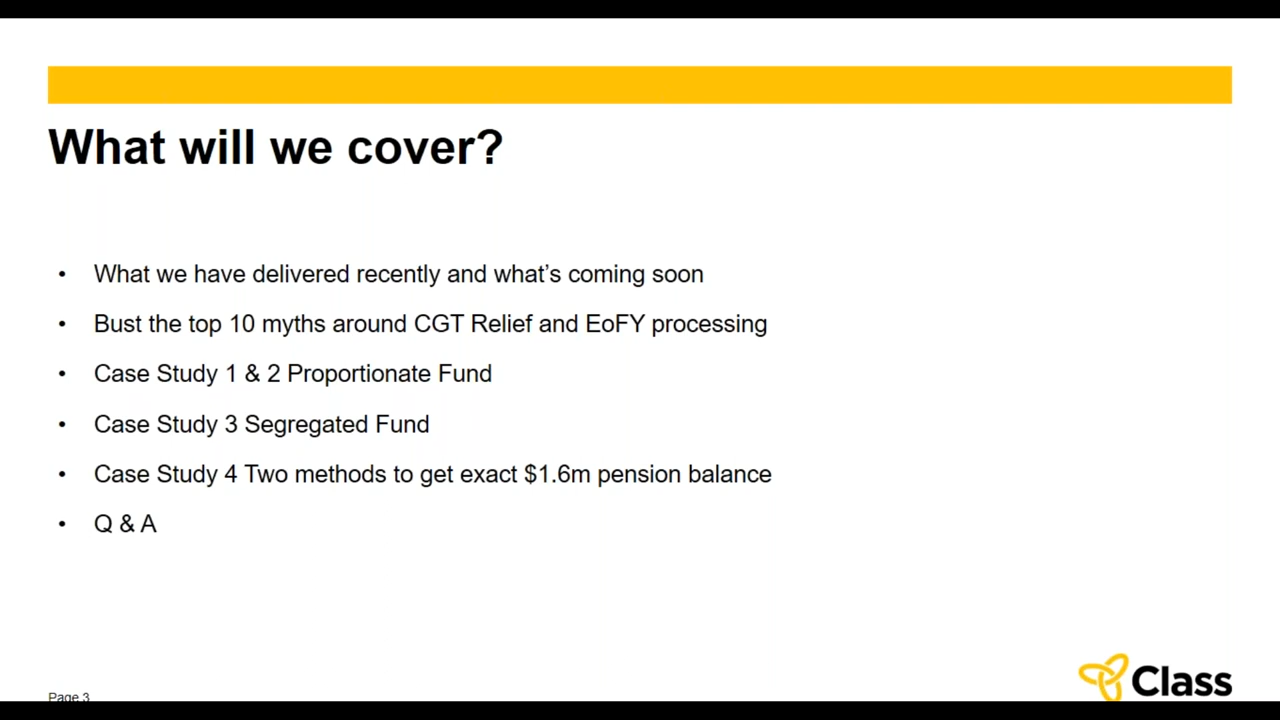 What will we cover?
• What we have delivered recently and what’s coming soon
• Bust the top 10 myths around CGT Relief and EoFY processing
• Case Study 1 & 2 Proportionate Fund
• Case Study 3 Segregated Fund
• Case Study 4 Two methods to get exact $1.6m pension balance
• Q & A
Page 3
Class